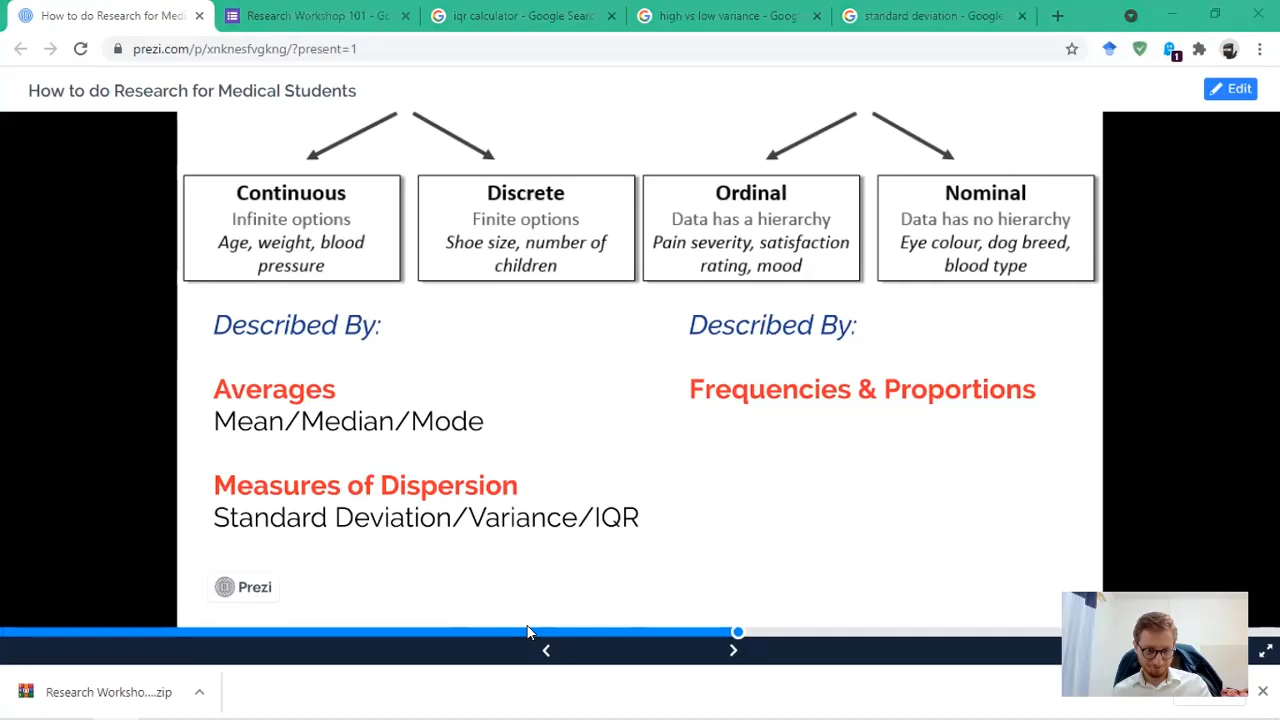 How to do Research for Medi
Research Workshop 101 - Go
iqr calculator - Google Sear
high vs low variance - Goog
standard deviation - Google
prezi.com/p/xnknesfvgkng/?present=1
1
How to do Research for Medical Students
Edit
Continuous
Infinite options
Age, weight, blood
pressure
Discrete
Finite options
Shoe size, number of
children
Ordinal
Data has a hierarchy
Pain severity, satisfaction
rating, mood
Nominal
Data has no hierarchy
Eye colour, dog breed,
blood type
Described By:
Averages
Mean/Median/Mode
Measures of Dispersion
Standard Deviation/Variance/IQR
Described By:
Frequencies & Proportions
Prezi
Research Worksho....zip